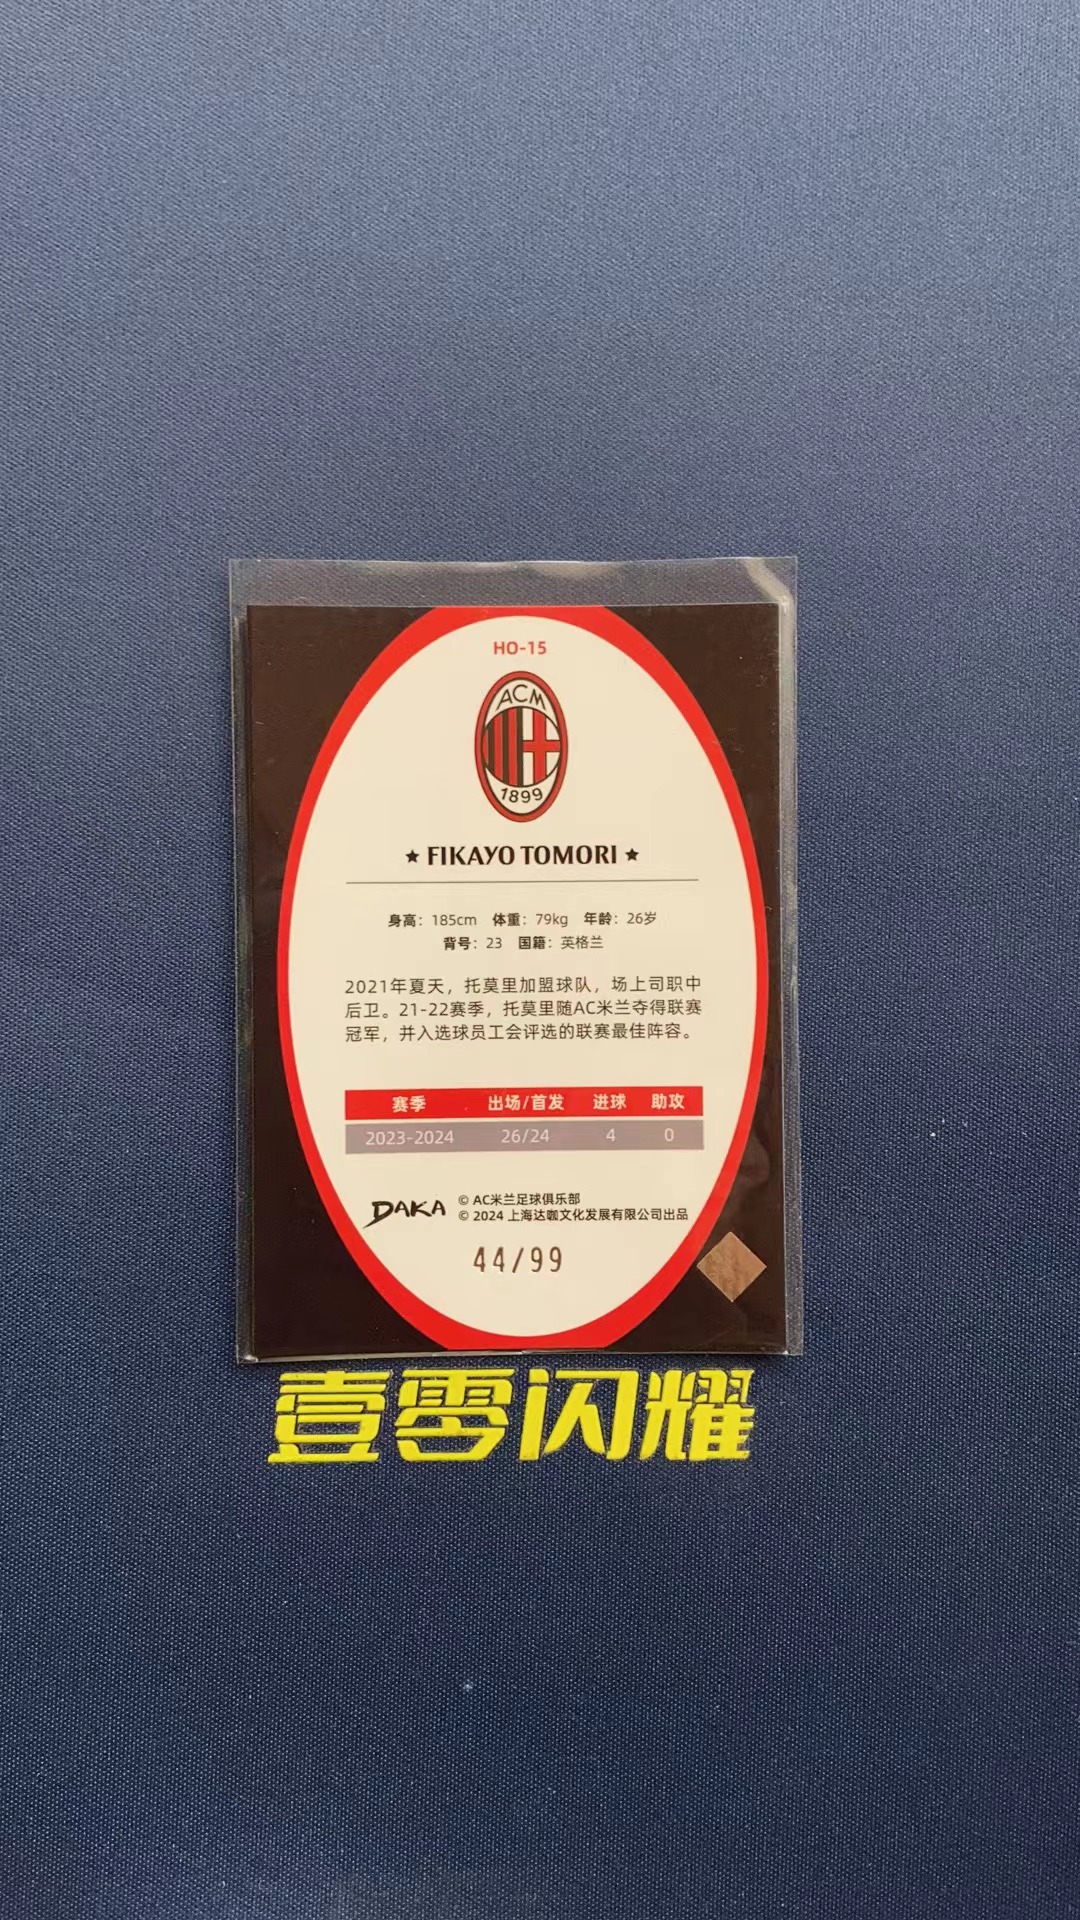 HO-15
ACM
1899
★ FIKAYO TOMORI ★
身高：185cm 体重：79kg 年龄：26岁
背号：23 国籍：英格兰
2021年夏天，托莫里加盟球队，场上司职中
后卫。21-22赛季，托莫里随AC米兰夺得联赛
冠军，并入选球员工会评选的联赛最佳阵容。
赛季 出场/首发 进球 助攻
2023-2024 26/24 4 0
DAKA
© AC米兰足球俱乐部
© 2024 上海达咖文化发展有限公司出品
44/99
壹零闪耀